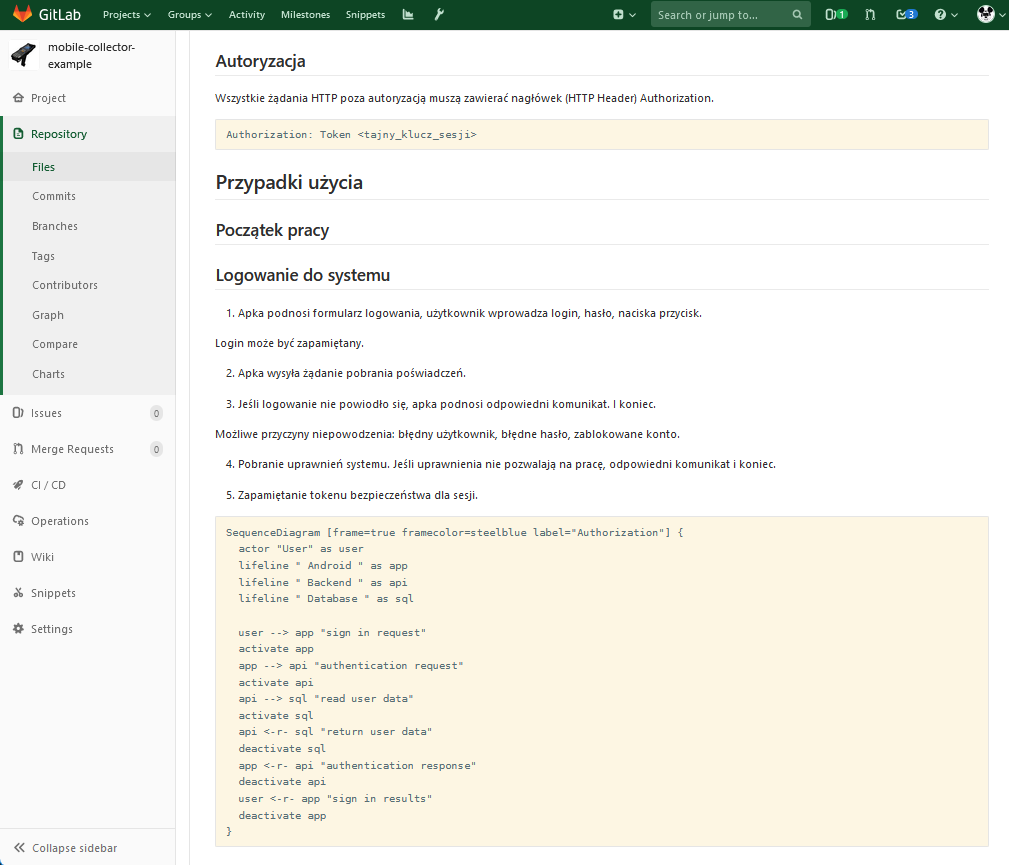 GitLab Projects Groups Activity Milestones Snippets Search or jump to... 1 3
mobile-collector-
example
Project
Repository
Files
Commits
Branches
Tags
Contributors
Graph
Compare
Charts
Issues 0
Merge Requests 0
CI / CD
Operations
Wiki
Snippets
Settings
Collapse sidebar
Autoryzacja
Wszystkie żądania HTTP poza autoryzacją muszą zawierać nagłówek (HTTP Header) Authorization.
Authorization: Token <tajny_klucz_sesji>
Przypadki użycia
Początek pracy
Logowanie do systemu
1. Apka podnosi formularz logowania, użytkownik wprowadza login, hasło, naciska przycisk.
Login może być zapamiętany.
2. Apka wysyła żądanie pobrania poświadczeń.
3. Jeśli logowanie nie powiodło się, apka podnosi odpowiedni komunikat. I koniec.
Możliwe przyczyny niepowodzenia: błędny użytkownik, błędne hasło, zablokowane konto.
4. Pobranie uprawnień systemu. Jeśli uprawnienia nie pozwalają na pracę, odpowiedni komunikat i koniec.
5. Zapamiętanie tokenu bezpieczeństwa dla sesji.
SequenceDiagram [frame=true framecolor=steelblue label="Authorization"] {
  actor "User" as user
  lifeline " Android " as app
  lifeline " Backend " as api
  lifeline " Database " as sql
  user --> app "sign in request"
  activate app
  app --> api "authentication request"
  activate api
  api --> sql "read user data"
  activate sql
  api <-r- sql "return user data"
  deactivate sql
  app <-r- api "authentication response"
  deactivate api
  user <-r- app "sign in results"
  deactivate app
}